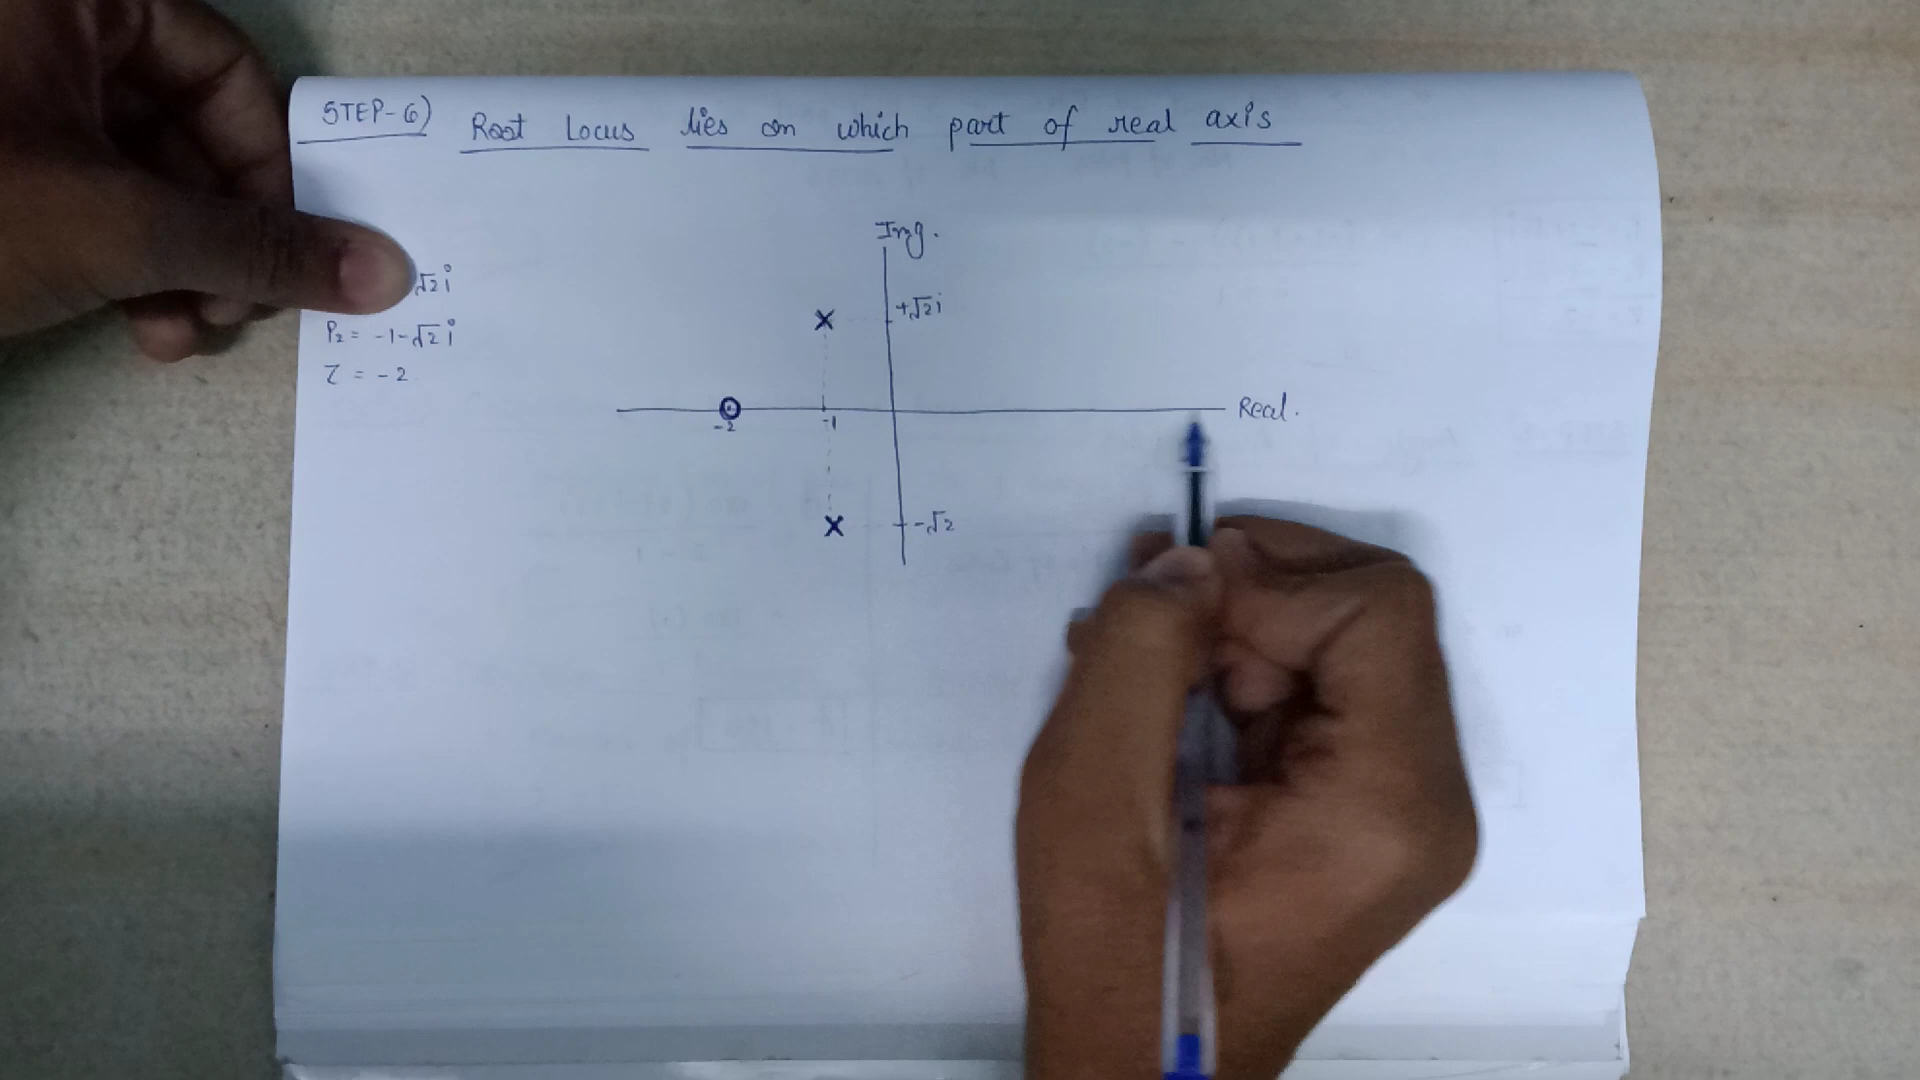 STEP-6) Root Locus lies on which part of real axis
Img.
√2i
+√2i
P2 = -1-√2i
Z = -2
Real.
-2
-1
-√2